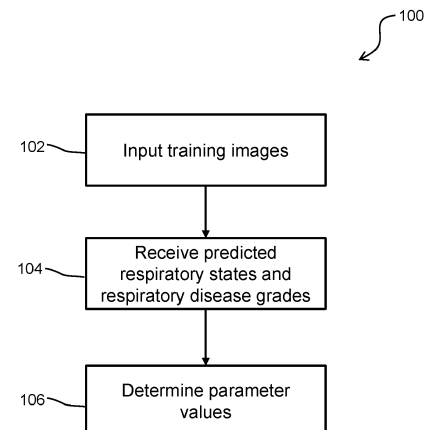 100
102
Input training images
104
Receive predicted
respiratory states and
respiratory disease grades
106
Determine parameter
values